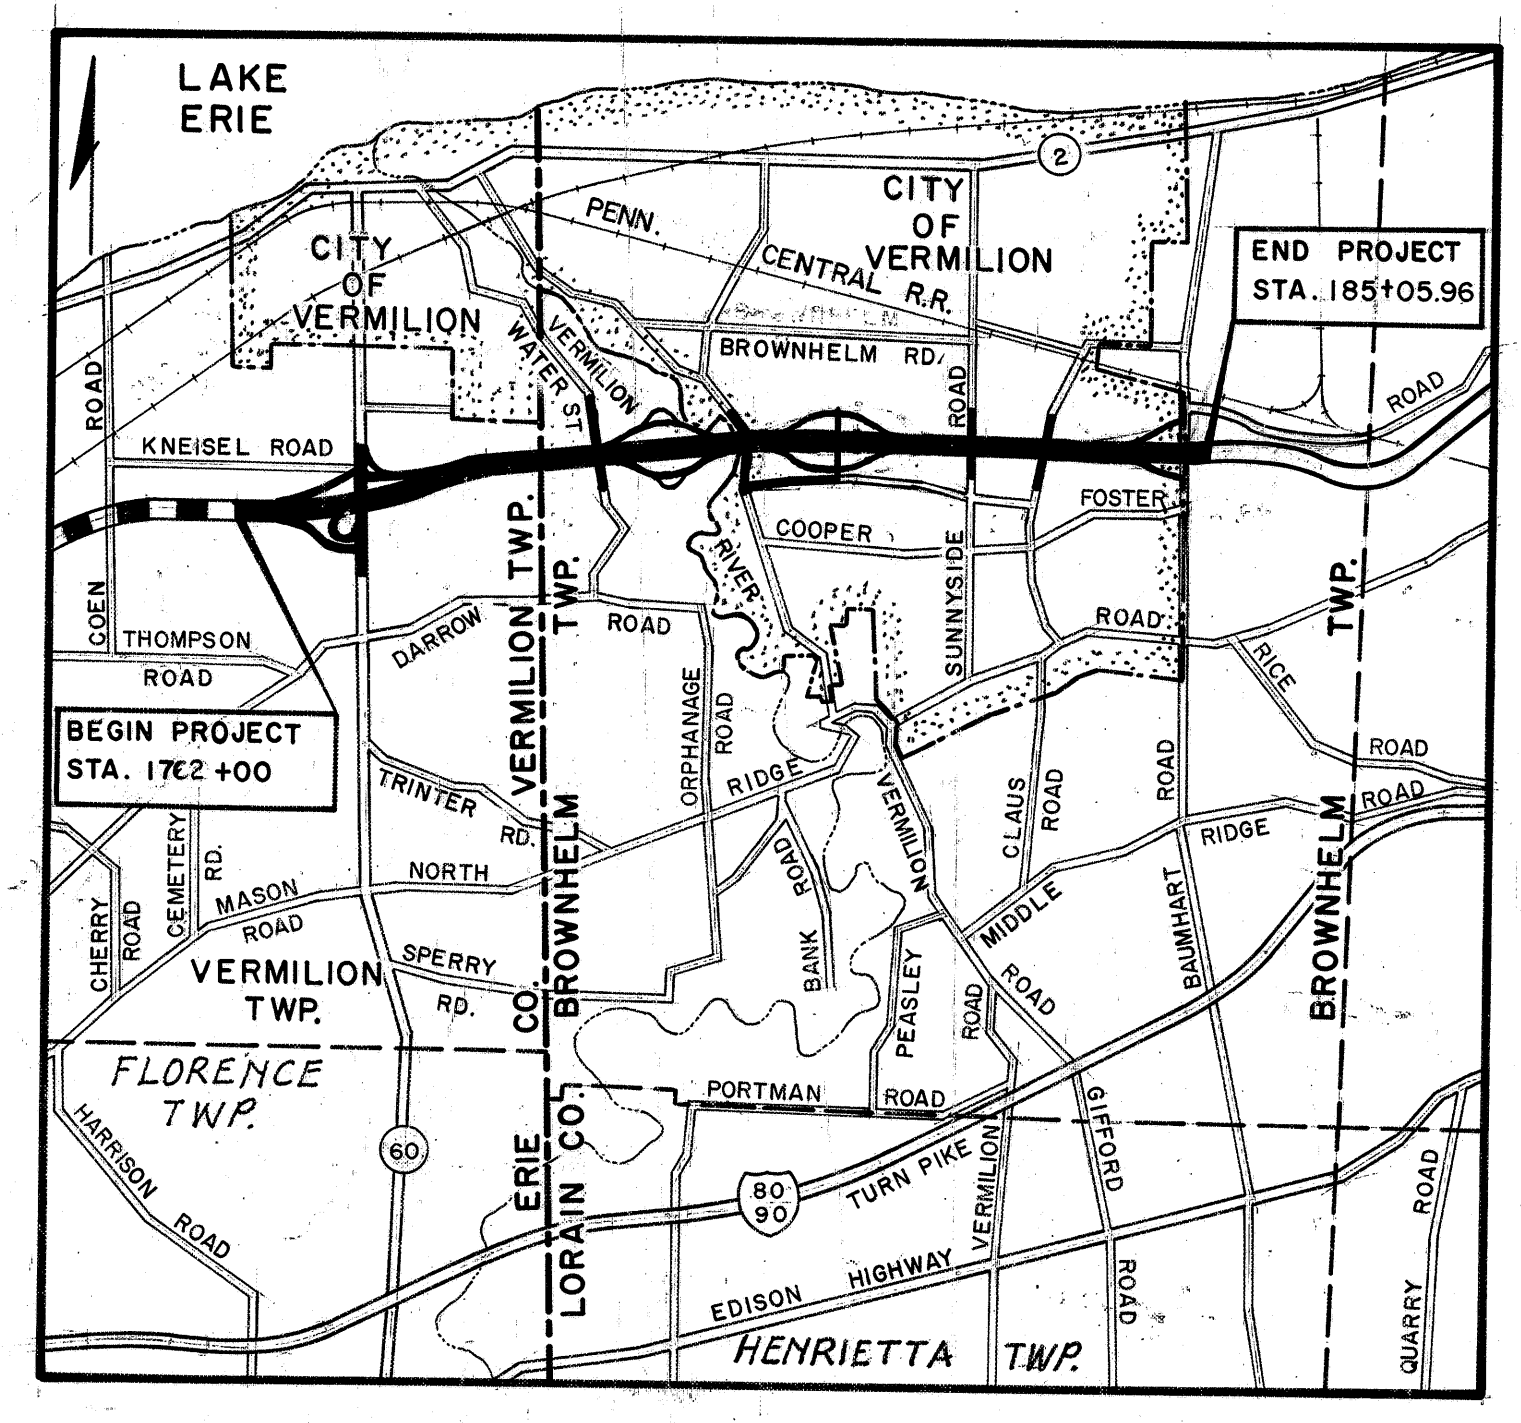 LAKE
ERIE
2
CITY
OF
VERMILION
PENN.
CENTRAL R.R.
CITY
OF
VERMILION
END PROJECT
STA. 185+05.96
WATER ST
VERMILION
BROWNHELM RD.
ROAD
ROAD
ROAD
KNEISEL ROAD
FOSTER
COOPER
RIVER
SUNNYSIDE
COEN
THOMPSON
ROAD
DARROW
ROAD
ROAD
RICE
VERMILION TWP.
TWP.
TWP.
ORPHANAGE
ROAD
BEGIN PROJECT
STA. 1762+00
TRINTER
RD.
RIDGE
VERMILION
CLAUS
ROAD
ROAD
ROAD
ROAD
RIDGE
BROWNHELM
BROWNHELM
CEMETERY
RD.
NORTH
MASON
ROAD
CHERRY
ROAD
ROAD
BANK
MIDDLE
BAUMHART
SPERRY
RD.
VERMILION
TWP.
PEASLEY
ROAD
ROAD
CO.
FLORENCE
TWP.
PORTMAN
ROAD
GIFFORD
HARRISON
ROAD
60
ERIE
LORAIN CO.
80
90
TURN PIKE
VERMILION
ROAD
QUARRY
EDISON HIGHWAY
ROAD
HENRIETTA TWP.